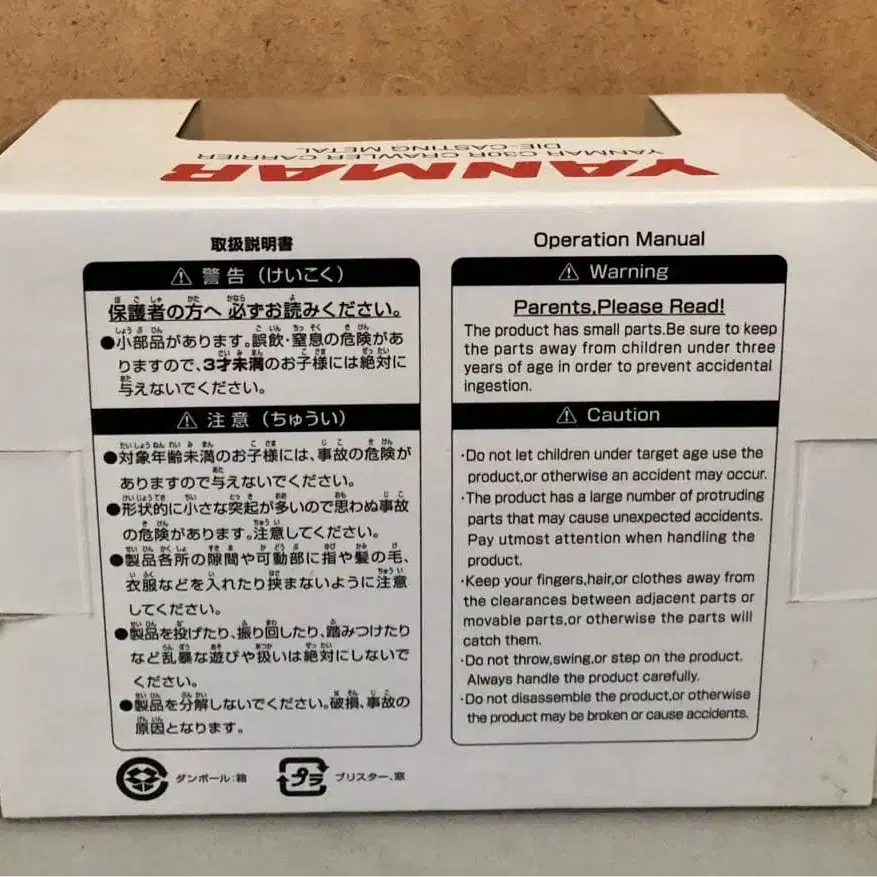 YANMAR C30R CRAWLER CARRIER
DIE-CASTING METAL
YANMAR
取扱説明書
警告（けいこく）
保護者の方へ 必ずお読みください。
●小部品があります。誤飲・窒息の危険があ
りますので、3才未満のお子様には絶対に
与えないでください。
注意（ちゅうい）
●対象年齢未満のお子様には、事故の危険が
ありますので与えないでください。
●形状的に小さな突起が多いので思わぬ事故
の危険があります。注意してください。
●製品各所の隙間や可動部に指や髪の毛、
衣服などを入れたり挟まないように注意
してください。
●製品を投げたり、振り回したり、踏みつけたり
など乱暴な遊びや扱いは絶対にしないで
ください。
●製品を分解しないでください。破損、事故の
原因となります。
ダンボール:箱
プラ
ブリスター、窓
Operation Manual
Warning
Parents,Please Read!
The product has small parts.Be sure to keep
the parts away from children under three
years of age in order to prevent accidental
ingestion.
Caution
·Do not let children under target age use the
product,or otherwise an accident may occur.
·The product has a large number of protruding
parts that may cause unexpected accidents.
Pay utmost attention when handling the
product.
·Keep your fingers,hair,or clothes away from
the clearances between adjacent parts or
movable parts,or otherwise the parts will
catch them.
·Do not throw,swing,or step on the product.
Always handle the product carefully.
·Do not disassemble the product,or otherwise
the product may be broken or cause accidents.